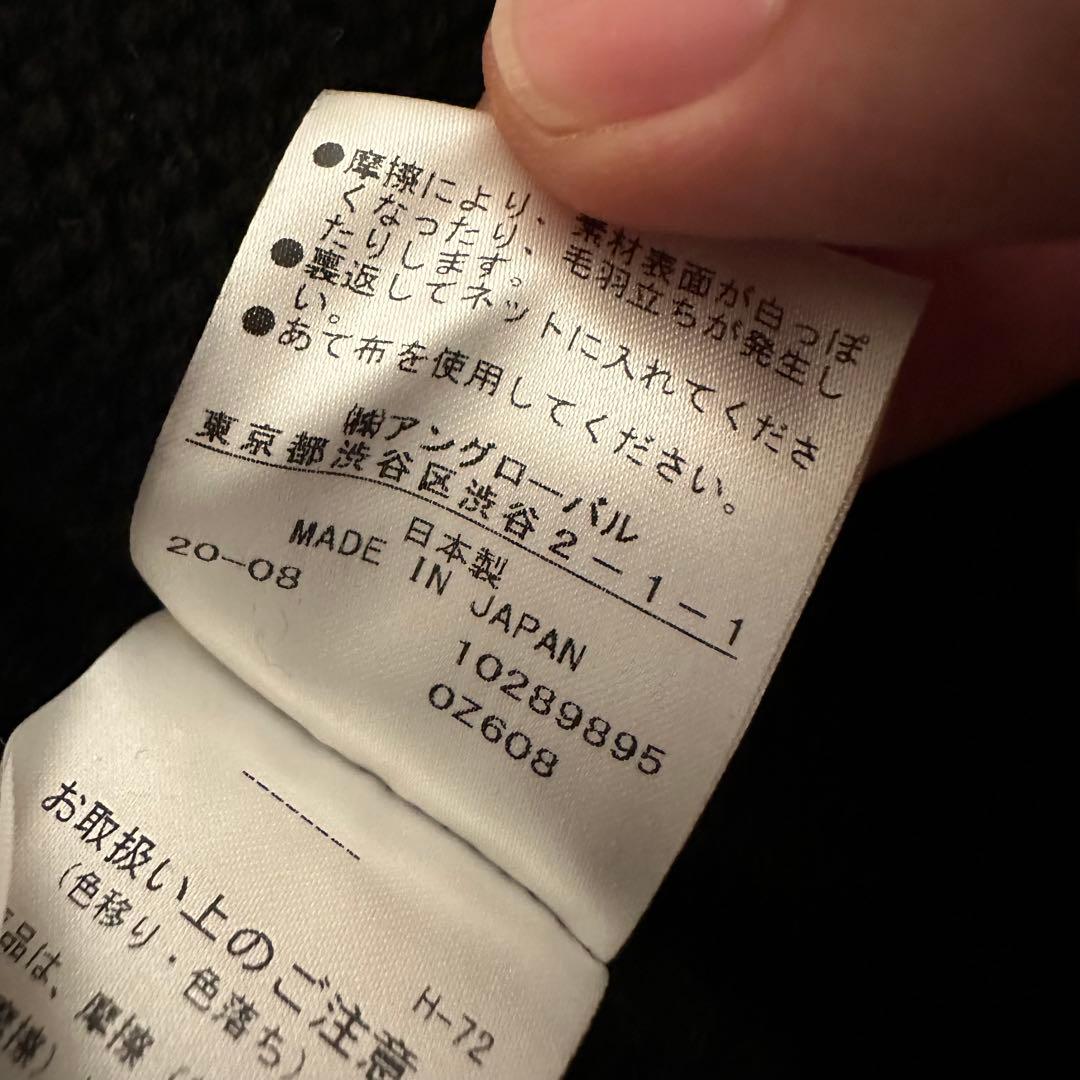 ●摩擦により、素材表面が白っぽ
くなったり、毛羽立ちが発生し
たりします。
●裏返してネットに入れてくださ
い。
●あて布を使用してください。
㈱アングローバル
東京都渋谷区渋谷2-1-1
日本製
MADE IN JAPAN
20-08
10289895
0Z608
お取扱い上のご注意
(色移り・色落ち)
H-72
品は、摩擦(
摩擦)